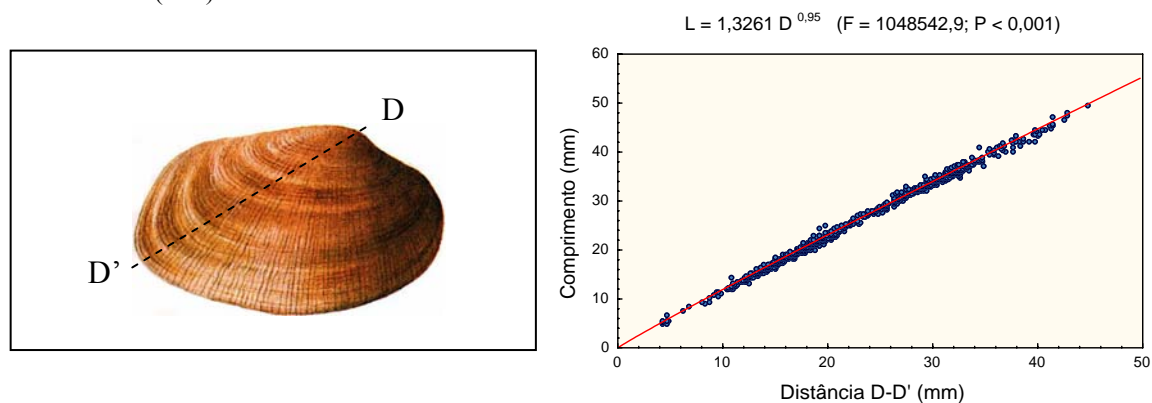 L = 1,3261 D 0,95 (F = 1048542,9; P < 0,001)
D
D’
Comprimento (mm)
60
50
40
30
20
10
0
0 10 20 30 40 50
Distância D-D' (mm)